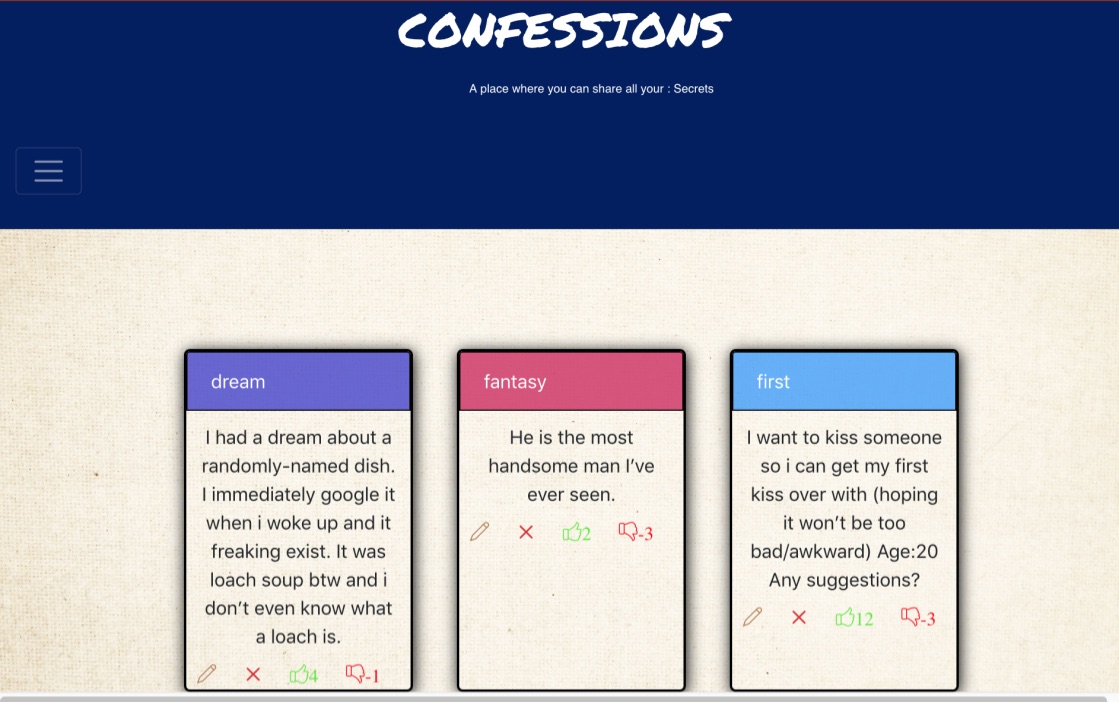 CONFESSIONS
A place where you can share all your : Secrets
dream
I had a dream about a
randomly-named dish.
I immediately google it
when i woke up and it
freaking exist. It was
loach soup btw and i
don’t even know what
a loach is.
4 -1
fantasy
He is the most
handsome man I’ve
ever seen.
2 -3
first
I want to kiss someone
so i can get my first
kiss over with (hoping
it won’t be too
bad/awkward) Age:20
Any suggestions?
12 -3